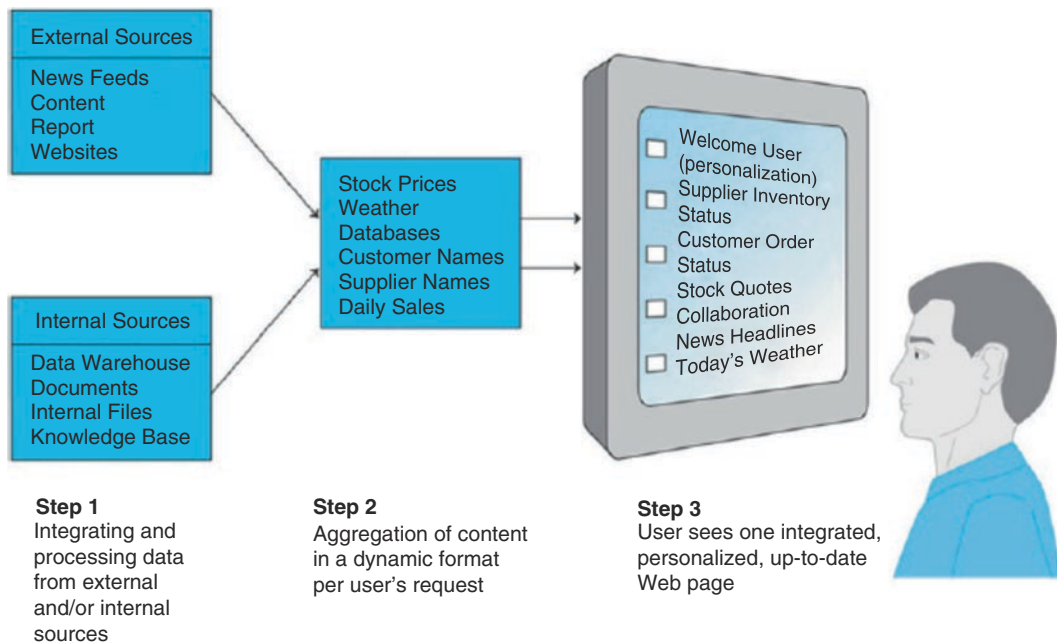 External Sources
News Feeds
Content
Report
Websites
Internal Sources
Data Warehouse
Documents
Internal Files
Knowledge Base
Stock Prices
Weather
Databases
Customer Names
Supplier Names
Daily Sales
Welcome User
(personalization)
Supplier Inventory
Status
Customer Order
Status
Stock Quotes
Collaboration
News Headlines
Today's Weather
Step 1
Integrating and
processing data
from external
and/or internal
sources
Step 2
Aggregation of content
in a dynamic format
per user's request
Step 3
User sees one integrated,
personalized, up-to-date
Web page